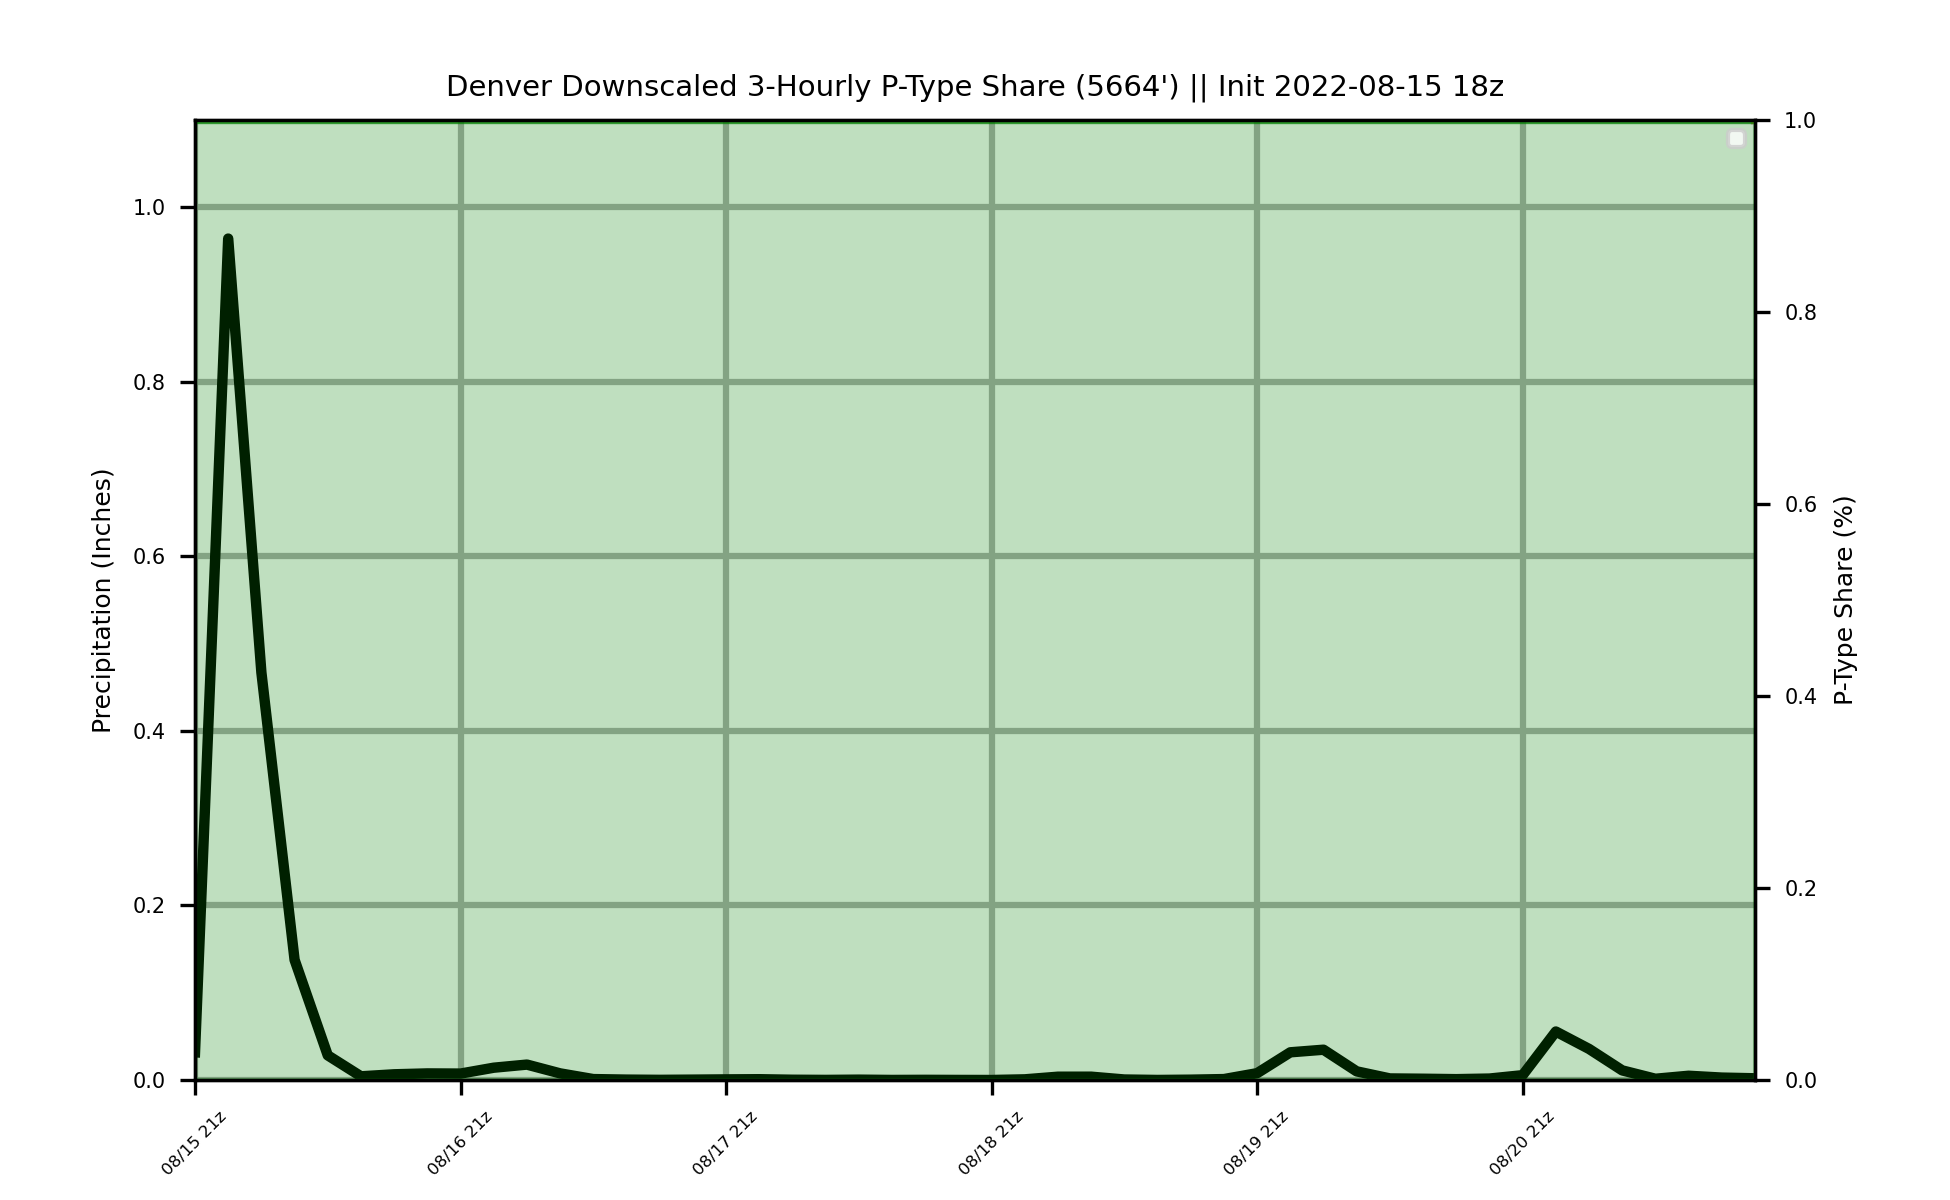 Denver Downscaled 3-Hourly P-Type Share (5664') || Init 2022-08-15 18z
Precipitation (Inches)
1.0
0.8
0.6
0.4
0.2
0.0
1.0
0.8
0.6
0.4
0.2
0.0
P-Type Share (%)
08/15 21z
08/16 21z
08/17 21z
08/18 21z
08/19 21z
08/20 21z